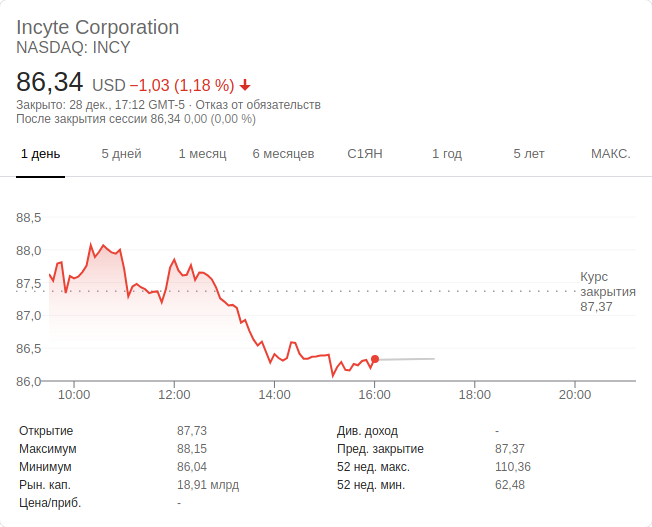 Incyte Corporation
NASDAQ: INCY
86,34 USD −1,03 (1,18 %)
Закрыто: 28 дек., 17:12 GMT-5 · Отказ от обязательств
После закрытия сессии 86,34 0,00 (0,00 %)
1 день 5 дней 1 месяц 6 месяцев С1ЯН 1 год 5 лет МАКС.
88,5
88,0
87,5
87,0
86,5
86,0
Курс
закрытия
87,37
10:00 12:00 14:00 16:00 18:00 20:00
Открытие 87,73 Див. доход -
Максимум 88,15 Пред. закрытие 87,37
Минимум 86,04 52 нед. макс. 110,36
Рын. кап. 18,91 млрд 52 нед. мин. 62,48
Цена/приб. -